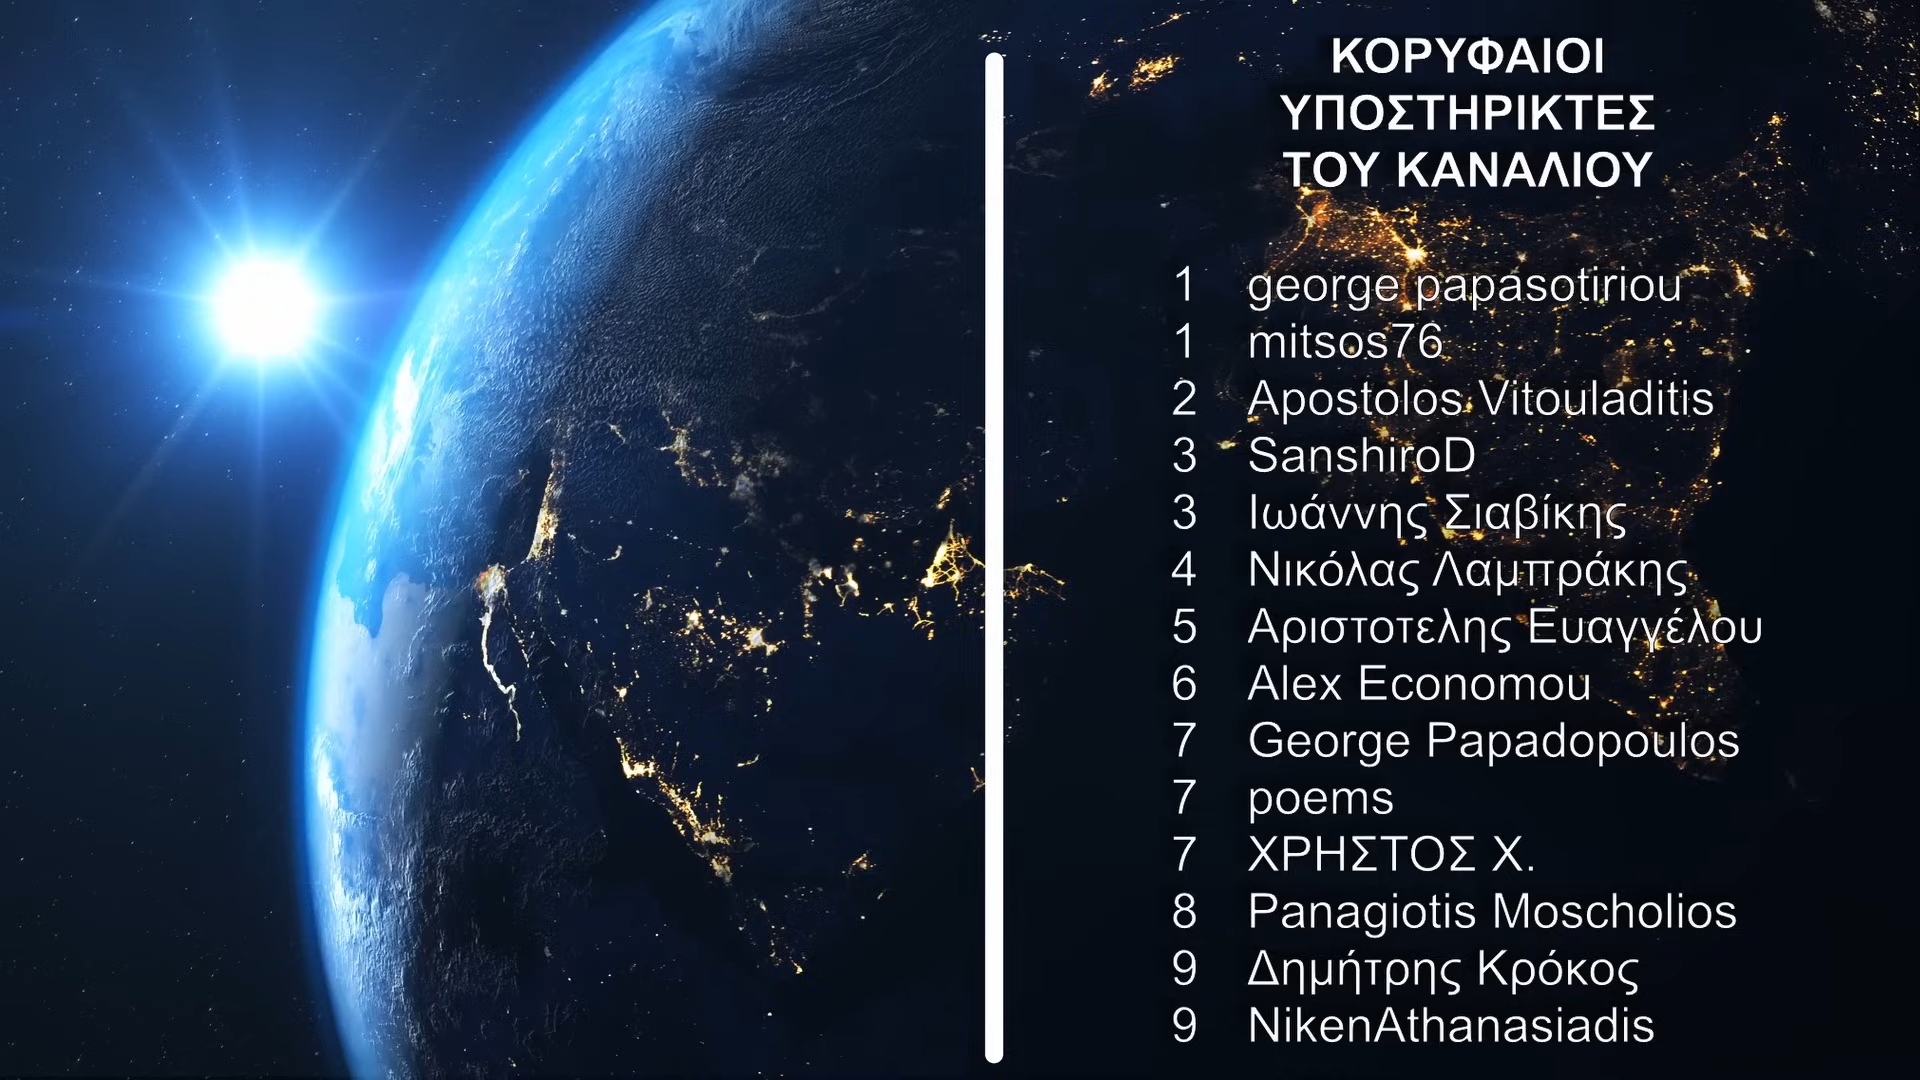 ΚΟΡΥΦΑΙΟΙ
ΥΠΟΣΤΗΡΙΚΤΕΣ
ΤΟΥ ΚΑΝΑΛΙΟΥ
1 george papasotiriou
1 mitsos76
2 Apostolos Vitouladitis
3 SanshiroD
3 Ιωάννης Σιαβίκης
4 Νικόλας Λαμπράκης
5 Αριστοτελης Ευαγγέλου
6 Alex Economou
7 George Papadopoulos
7 poems
7 ΧΡΗΣΤΟΣ Χ.
8 Panagiotis Moscholios
9 Δημήτρης Κρόκος
9 NikenAthanasiadis